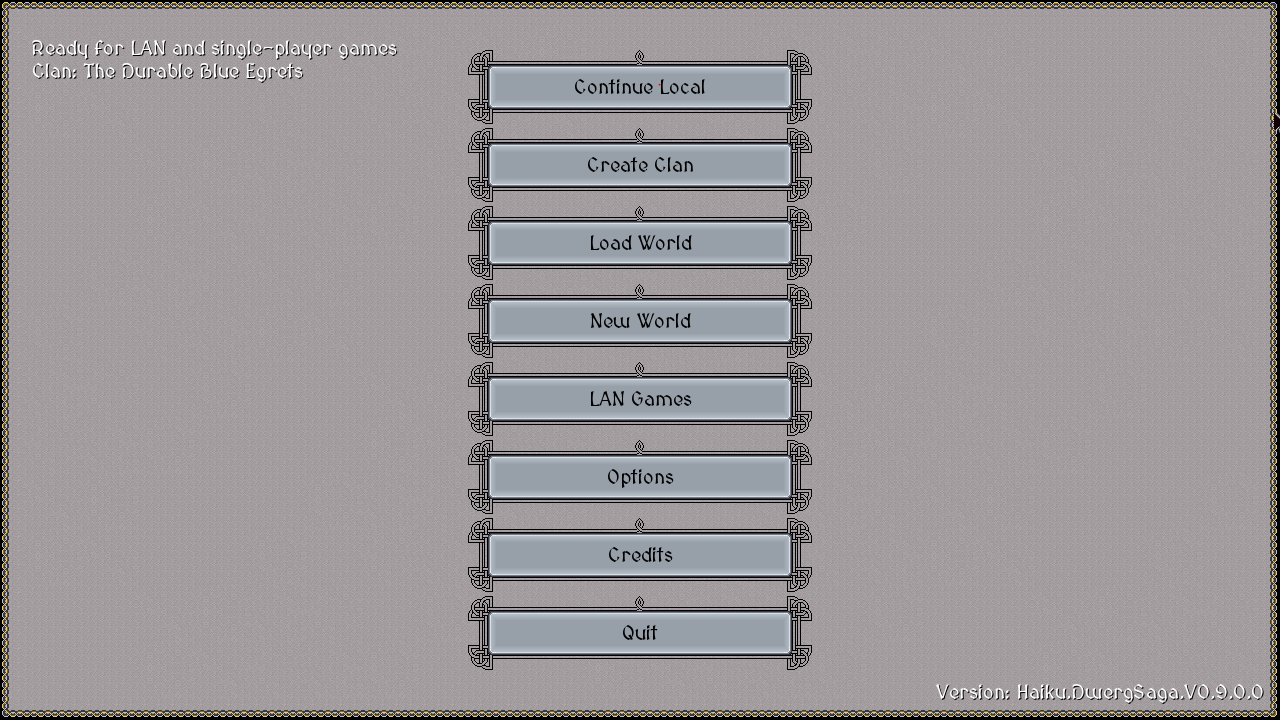 Ready for LAN and single-player games
Clan: The Durable Blue Egrets
Continue Local
Create Clan
Load World
New World
LAN Games
Options
Credits
Quit
Version: Haiku.DwergSaga.V0.9.0.0